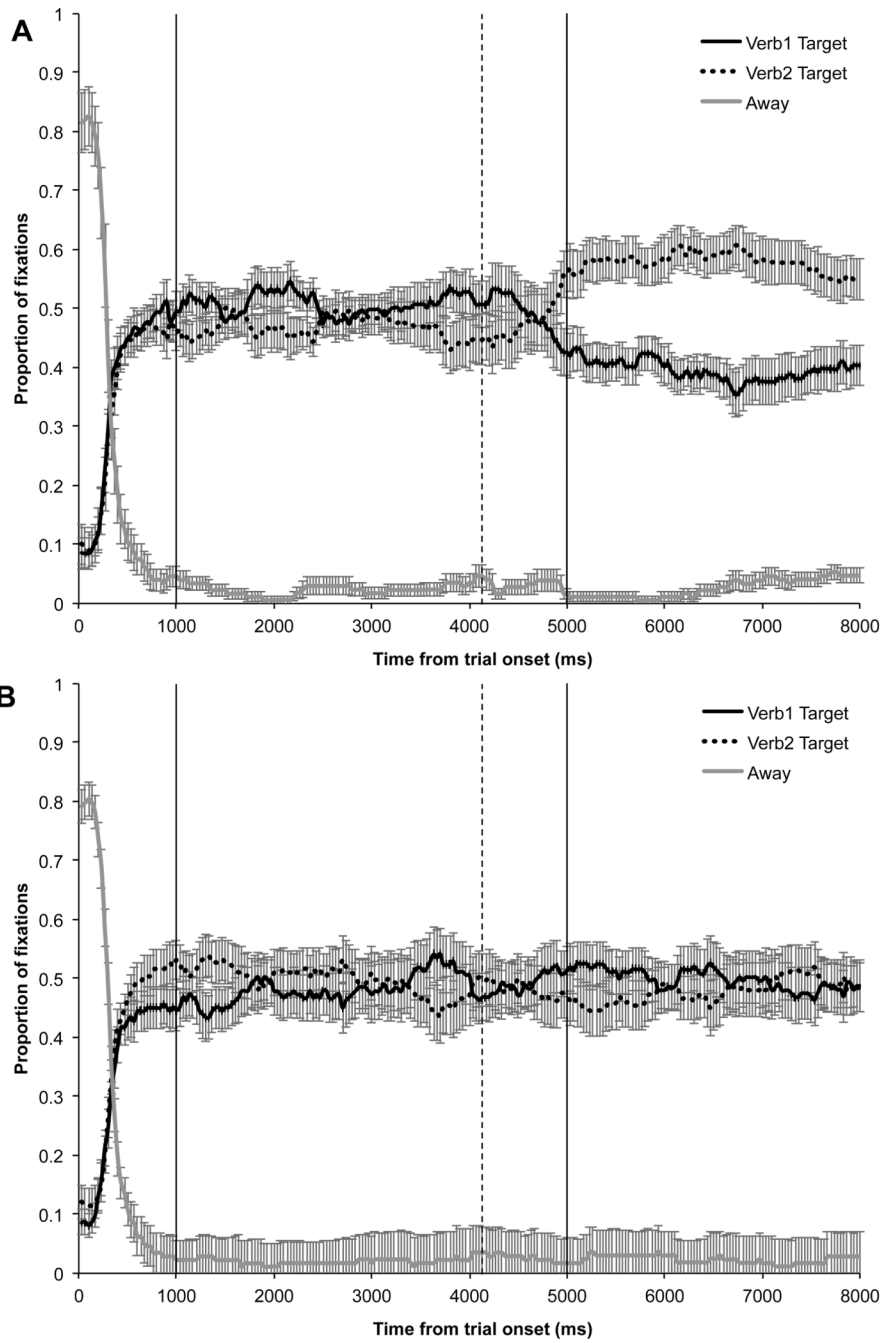 A
1
0.9
0.8
0.7
0.6
0.5
0.4
0.3
0.2
0.1
0
Proportion of fixations
Verb1 Target
Verb2 Target
Away
0 1000 2000 3000 4000 5000 6000 7000 8000
Time from trial onset (ms)
B
1
0.9
0.8
0.7
0.6
0.5
0.4
0.3
0.2
0.1
0
Proportion of fixations
Verb1 Target
Verb2 Target
Away
0 1000 2000 3000 4000 5000 6000 7000 8000
Time from trial onset (ms)